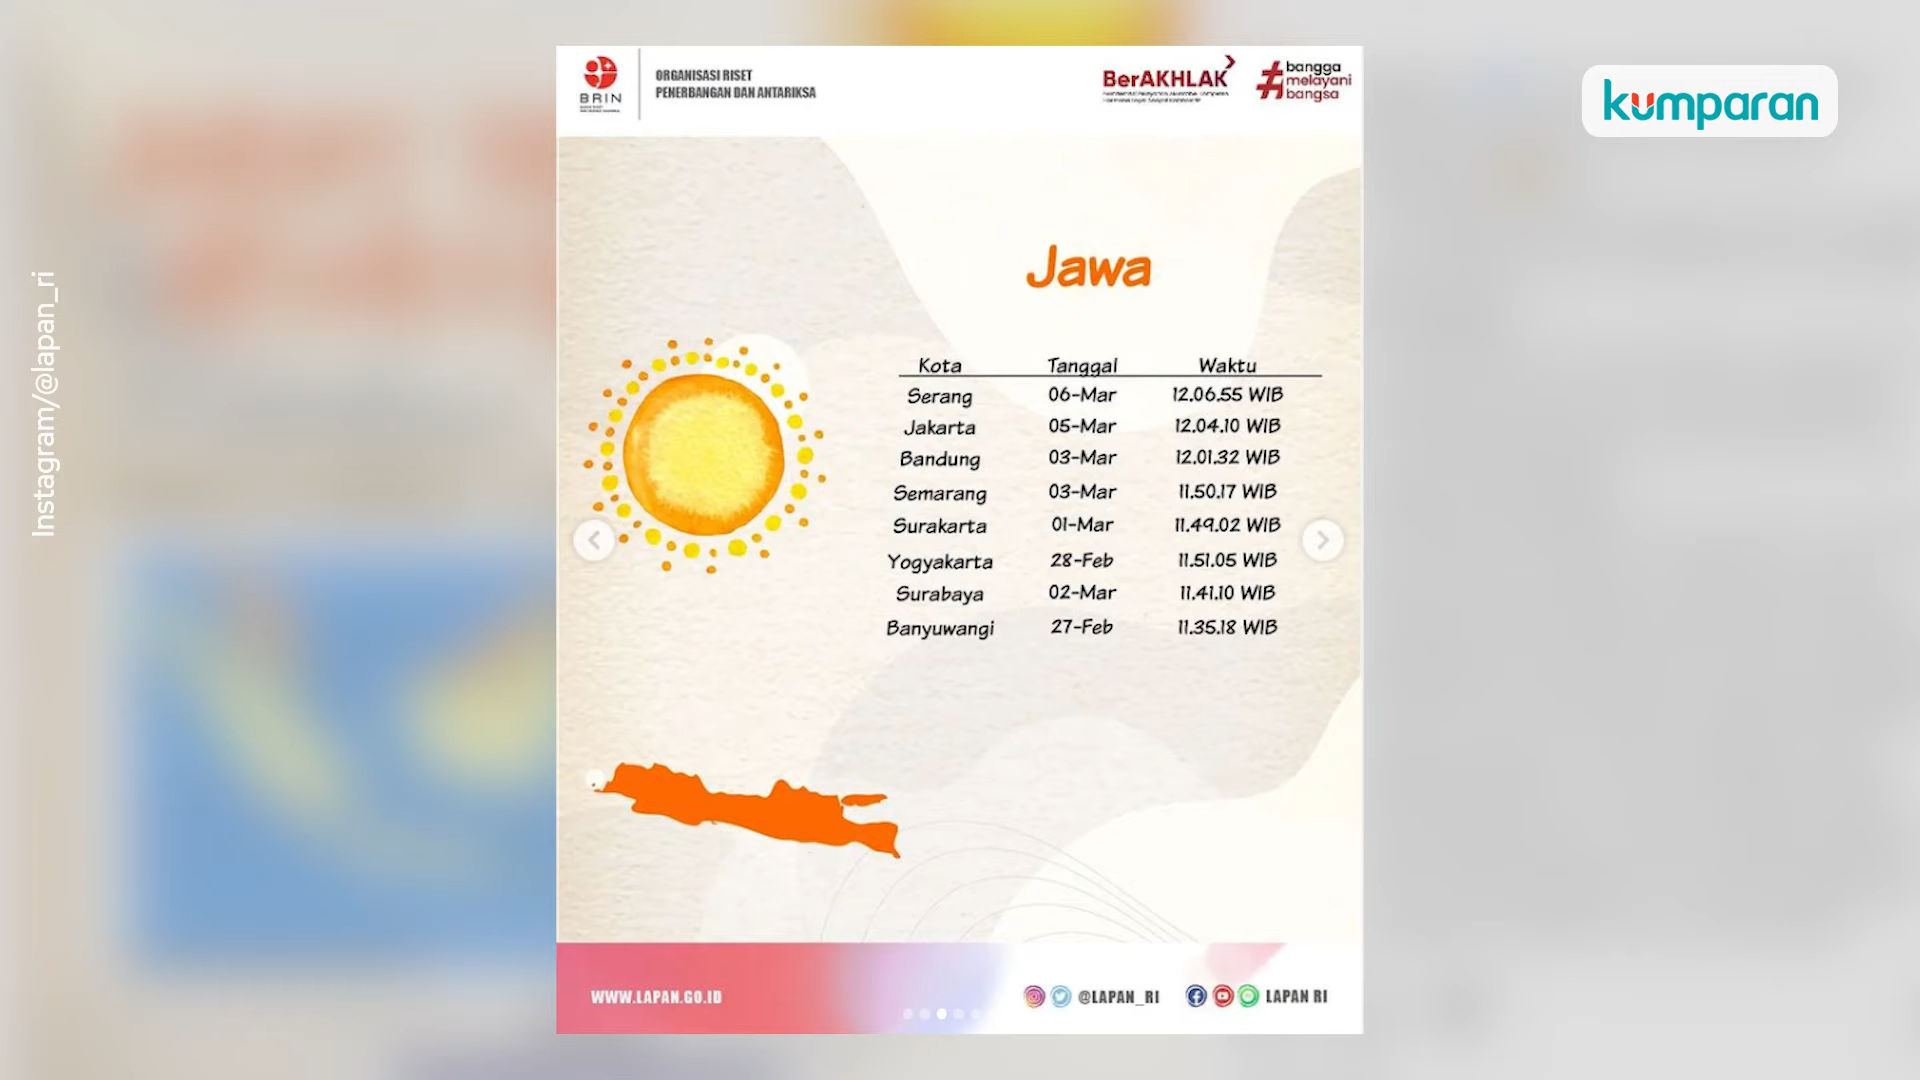 BRIN
ORGANISASI RISET
PENERBANGAN DAN ANTARIKSA
BerAKHLAK
#bangga
melayani
bangsa
kumparan
Instagram/@lapan_ri
Jawa
Kota Tanggal Waktu
Serang 06-Mar 12.06.55 WIB
Jakarta 05-Mar 12.04.10 WIB
Bandung 03-Mar 12.01.32 WIB
Semarang 03-Mar 11.50.17 WIB
Surakarta 01-Mar 11.49.02 WIB
Yogyakarta 28-Feb 11.51.05 WIB
Surabaya 02-Mar 11.41.10 WIB
Banyuwangi 27-Feb 11.35.18 WIB
WWW.LAPAN.GO.ID
@LAPAN_RI
LAPAN RI